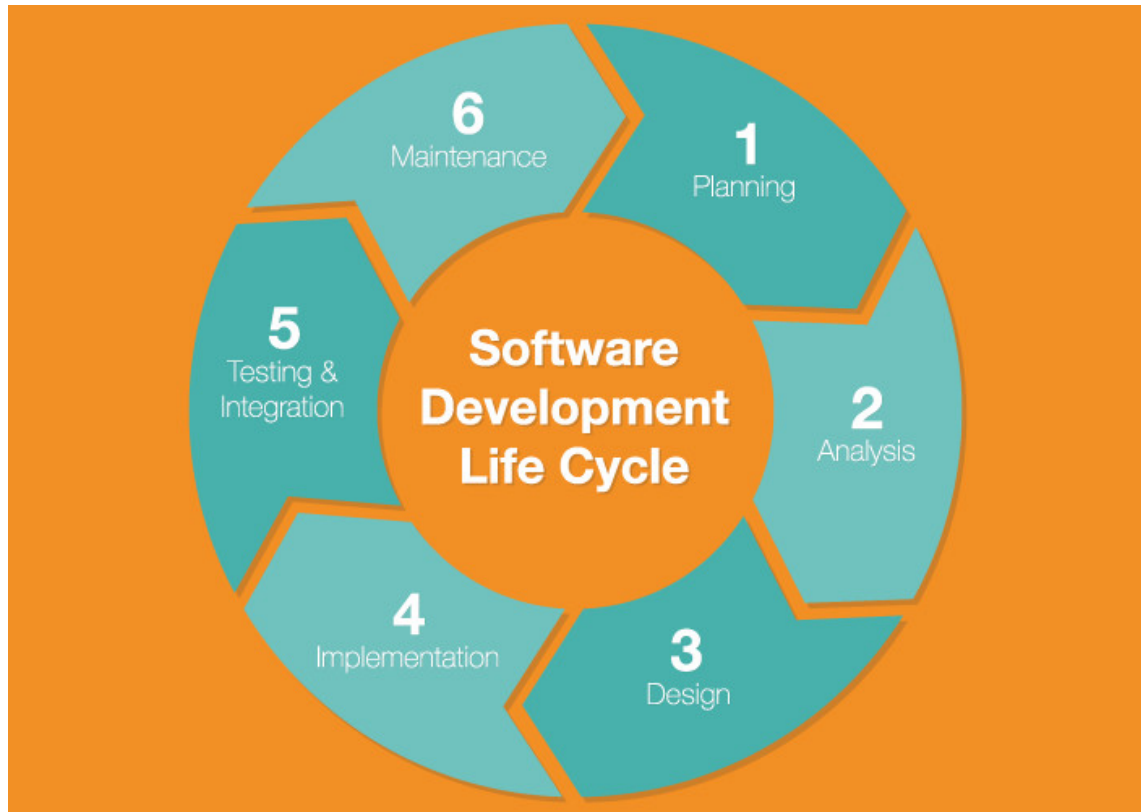 Software
Development
Life Cycle
1
Planning
2
Analysis
3
Design
4
Implementation
5
Testing &
Integration
6
Maintenance